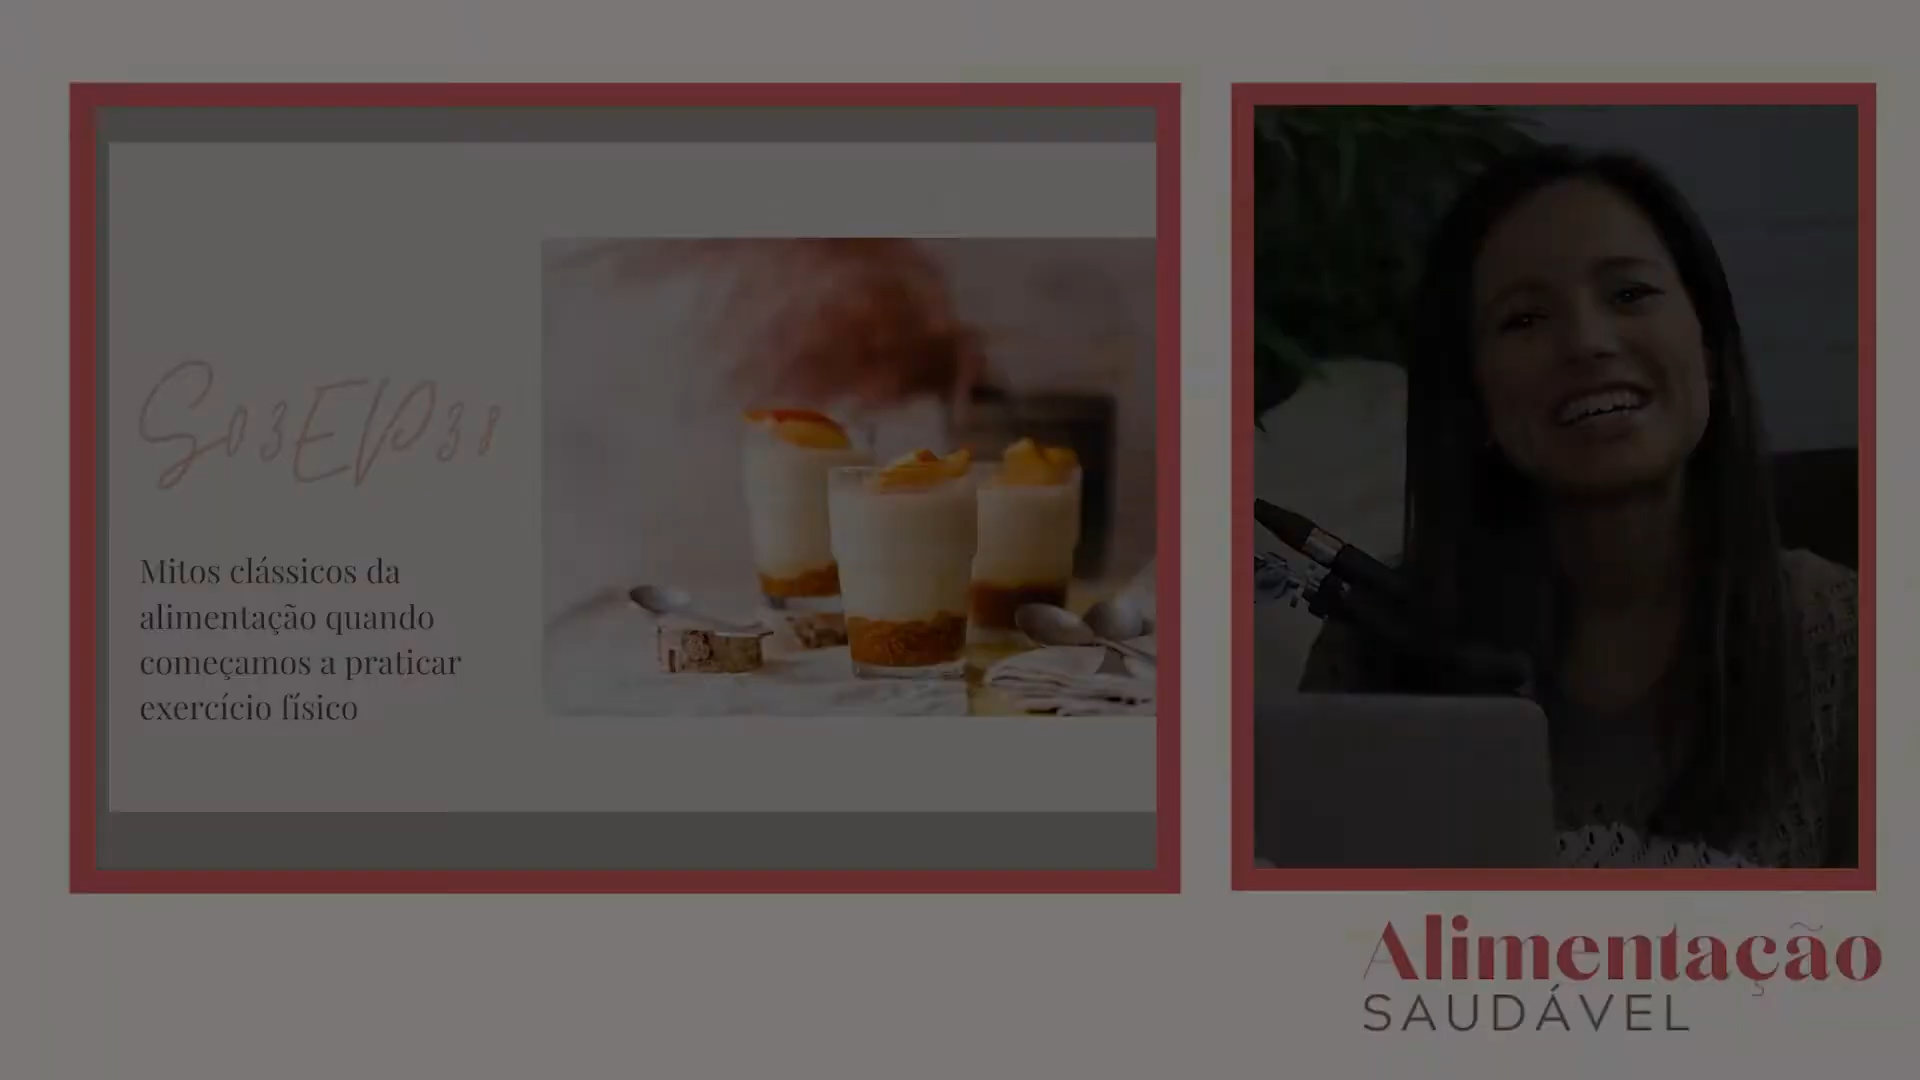 S03EP38
Mitos clássicos da
alimentação quando
começamos a praticar
exercício físico
Alimentação
SAUDÁVEL